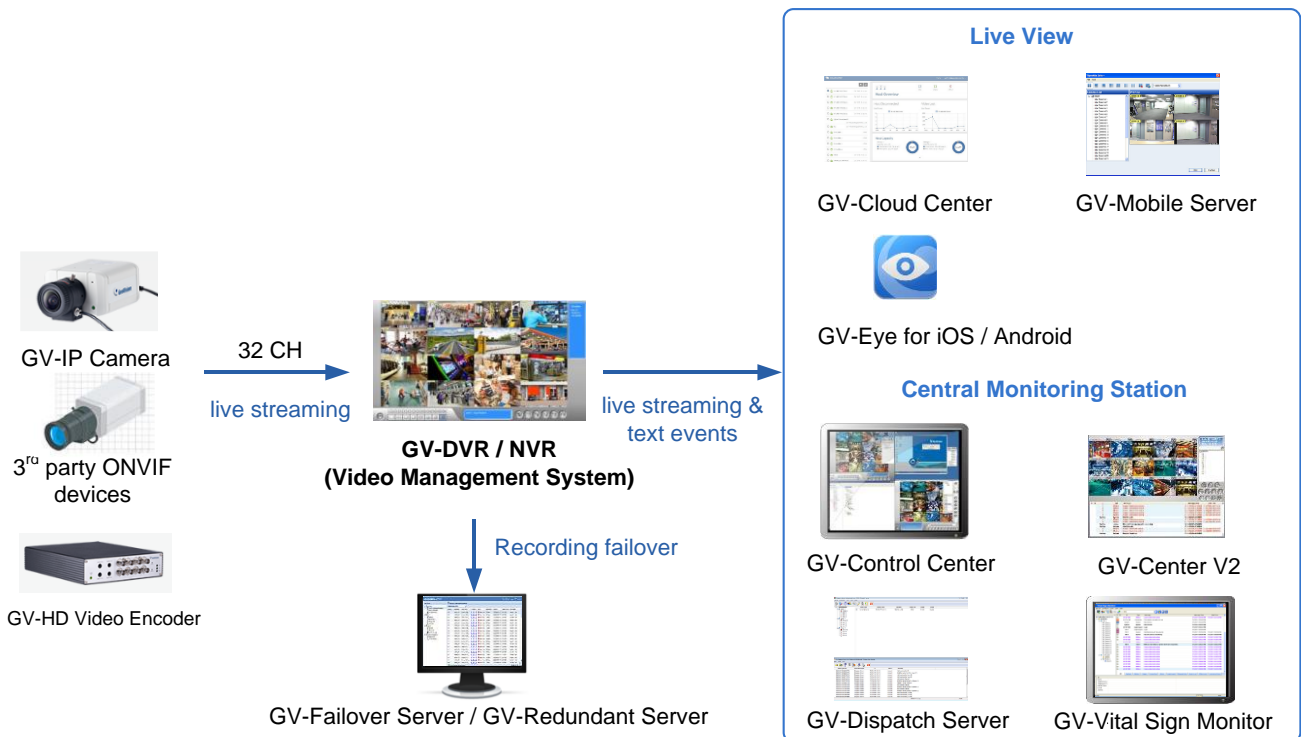 Live View
GV-Cloud Center
GV-Mobile Server
GV-Eye for iOS / Android
Central Monitoring Station
GV-Control Center
GV-Center V2
GV-Dispatch Server
GV-Vital Sign Monitor
GV-IP Camera
3rd party ONVIF
devices
GV-HD Video Encoder
32 CH
live streaming
GV-DVR / NVR
(Video Management System)
live streaming &
text events
Recording failover
GV-Failover Server / GV-Redundant Server